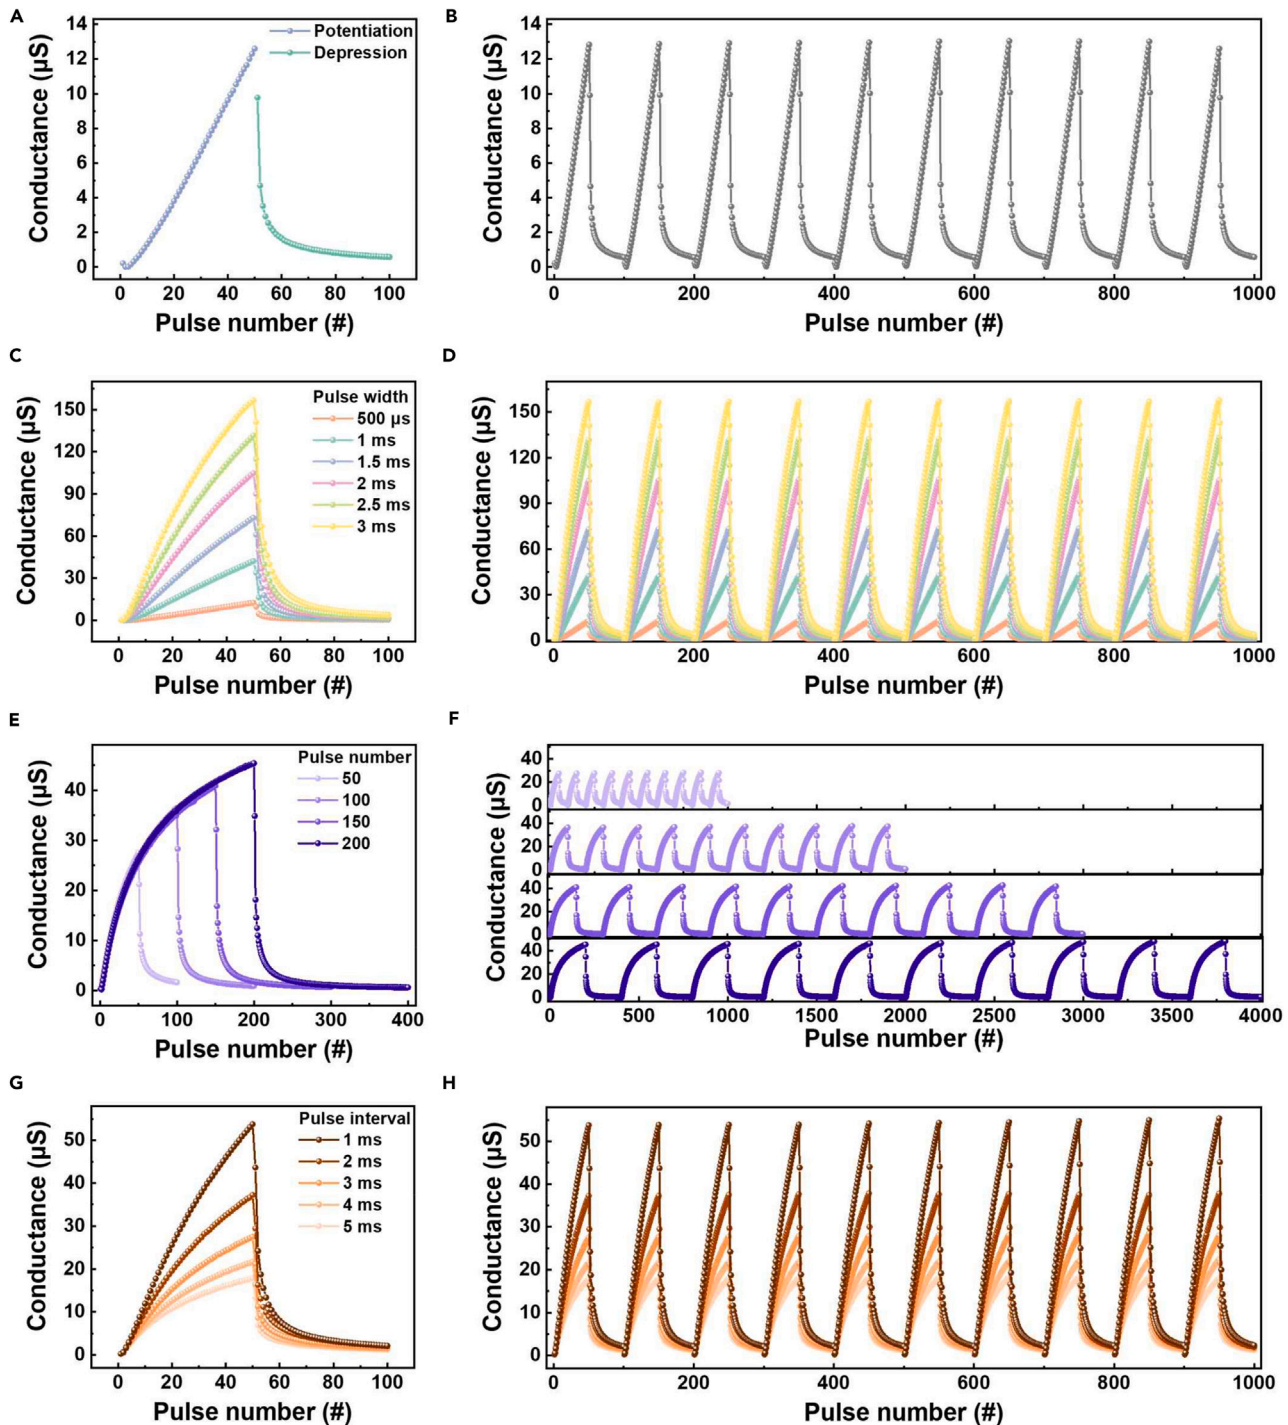 A
Conductance (µS)
14
12
10
8
6
4
2
0
Potentiation
Depression
0 20 40 60 80 100
Pulse number (#)
B
Conductance (µS)
14
12
10
8
6
4
2
0
0 200 400 600 800 1000
Pulse number (#)
C
Conductance (µS)
150
120
90
60
30
0
Pulse width
500 µs
1 ms
1.5 ms
2 ms
2.5 ms
3 ms
0 20 40 60 80 100
Pulse number (#)
D
Conductance (µS)
150
120
90
60
30
0
0 200 400 600 800 1000
Pulse number (#)
E
Conductance (µS)
40
30
20
10
0
Pulse number
50
100
150
200
0 100 200 300 400
Pulse number (#)
F
Conductance (µS)
40
20
0
40
20
0
40
20
0
40
20
0
0 500 1000 1500 2000 2500 3000 3500 4000
Pulse number (#)
G
Conductance (µS)
50
40
30
20
10
0
Pulse interval
1 ms
2 ms
3 ms
4 ms
5 ms
0 20 40 60 80 100
Pulse number (#)
H
Conductance (µS)
50
40
30
20
10
0
0 200 400 600 800 1000
Pulse number (#)